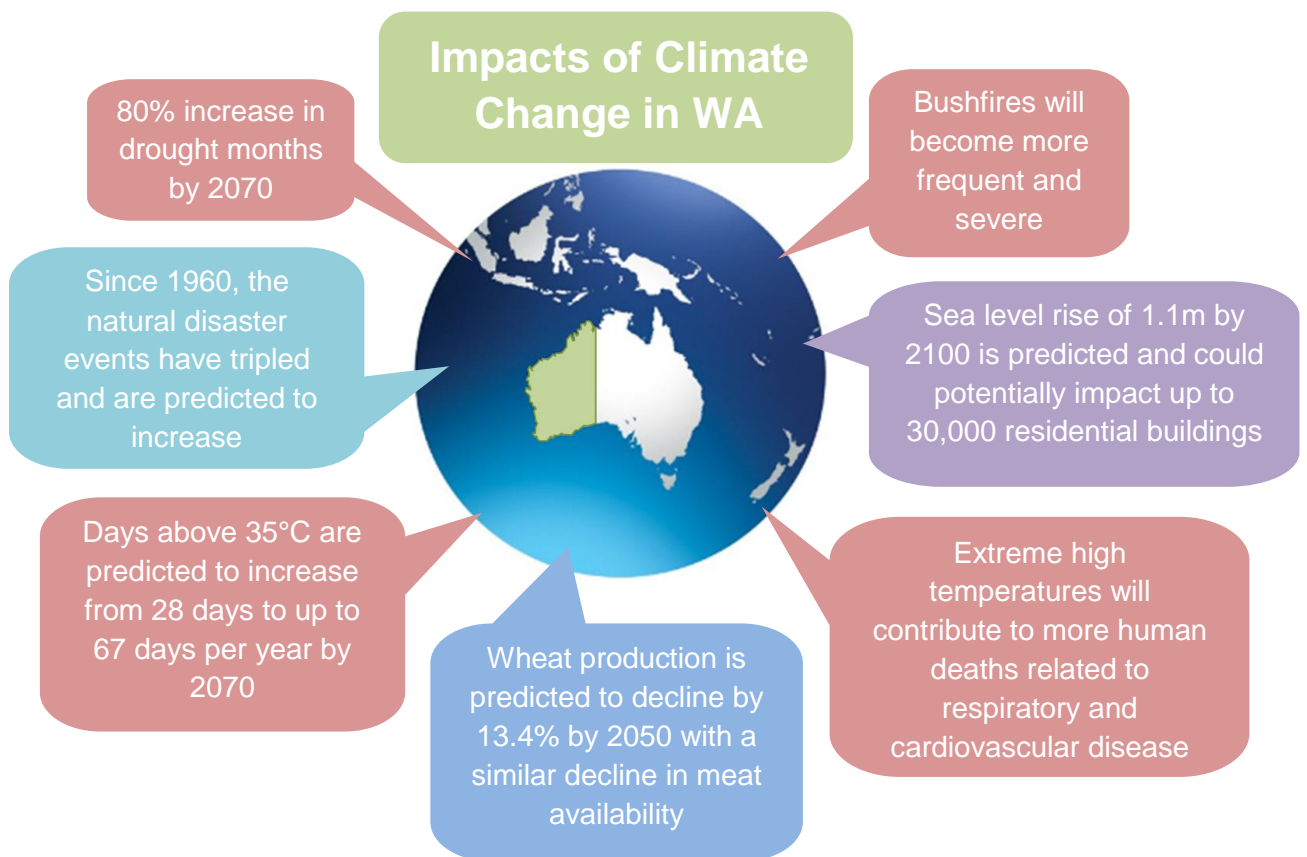 Impacts of Climate
Change in WA
80% increase in
drought months
by 2070
Bushfires will
become more
frequent and
severe
Since 1960, the
natural disaster
events have tripled
and are predicted to
increase
Sea level rise of 1.1m by
2100 is predicted and could
potentially impact up to
30,000 residential buildings
Days above 35°C are
predicted to increase
from 28 days to up to
67 days per year by
2070
Wheat production is
predicted to decline by
13.4% by 2050 with a
similar decline in meat
availability
Extreme high
temperatures will
contribute to more human
deaths related to
respiratory and
cardiovascular disease